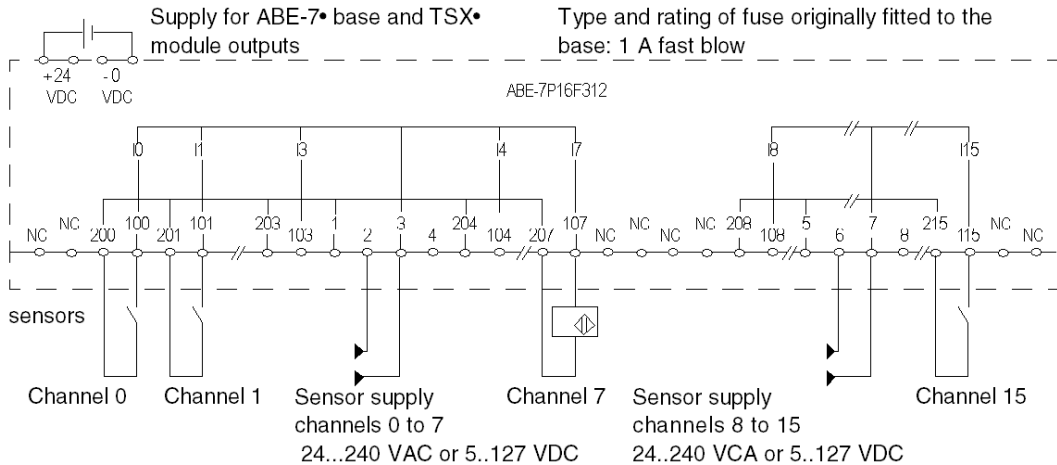 Supply for ABE-7• base and TSX•
module outputs
Type and rating of fuse originally fitted to the
base: 1 A fast blow
+24
VDC
-0
VDC
ABE-7P16F312
I0 I1 I3 I4 I7 I8 I15
NC NC 200 100 201 101 203 103 1 2 3 4 204 104 207 107 NC NC NC NC 208 108 5 6 7 8 215 115 NC NC
sensors
Channel 0
Channel 1
Sensor supply
channels 0 to 7
24...240 VAC or 5..127 VDC
Channel 7
Sensor supply
channels 8 to 15
24..240 VCA or 5..127 VDC
Channel 15